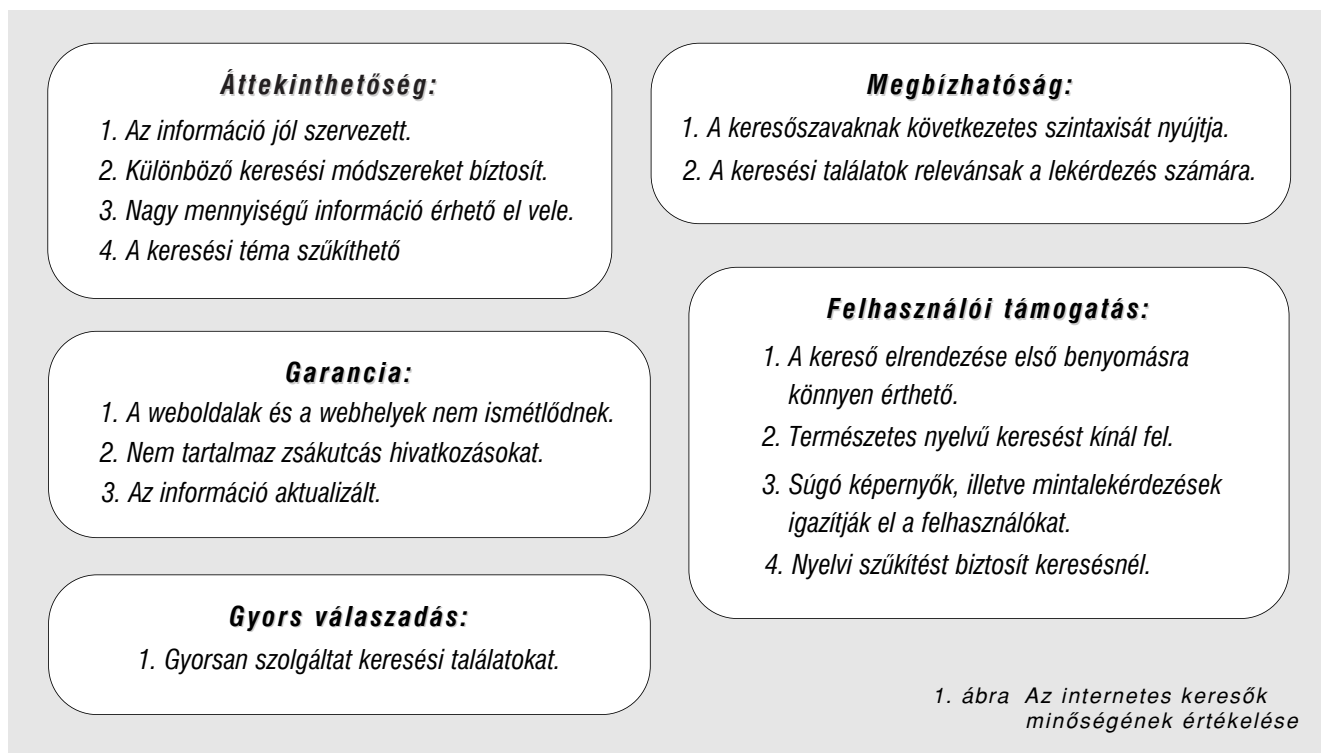 Áttekinthetőség:
1. Az információ jól szervezett.
2. Különböző keresési módszereket bíztosít.
3. Nagy mennyiségű információ érhető el vele.
4. A keresési téma szűkíthető
Megbízhatóság:
1. A keresőszavaknak következetes szintaxisát nyújtja.
2. A keresési találatok relevánsak a lekérdezés számára.
Garancia:
1. A weboldalak és a webhelyek nem ismétlődnek.
2. Nem tartalmaz zsákutcás hivatkozásokat.
3. Az információ aktualizált.
Felhasználói támogatás:
1. A kereső elrendezése első benyomásra
könnyen érthető.
2. Természetes nyelvű keresést kínál fel.
3. Súgó képernyők, illetve mintalekérdezések
igazítják el a felhasználókat.
4. Nyelvi szűkítést biztosít keresésnél.
Gyors válaszadás:
1. Gyorsan szolgáltat keresési találatokat.
1. ábra Az internetes keresők
minőségének értékelése